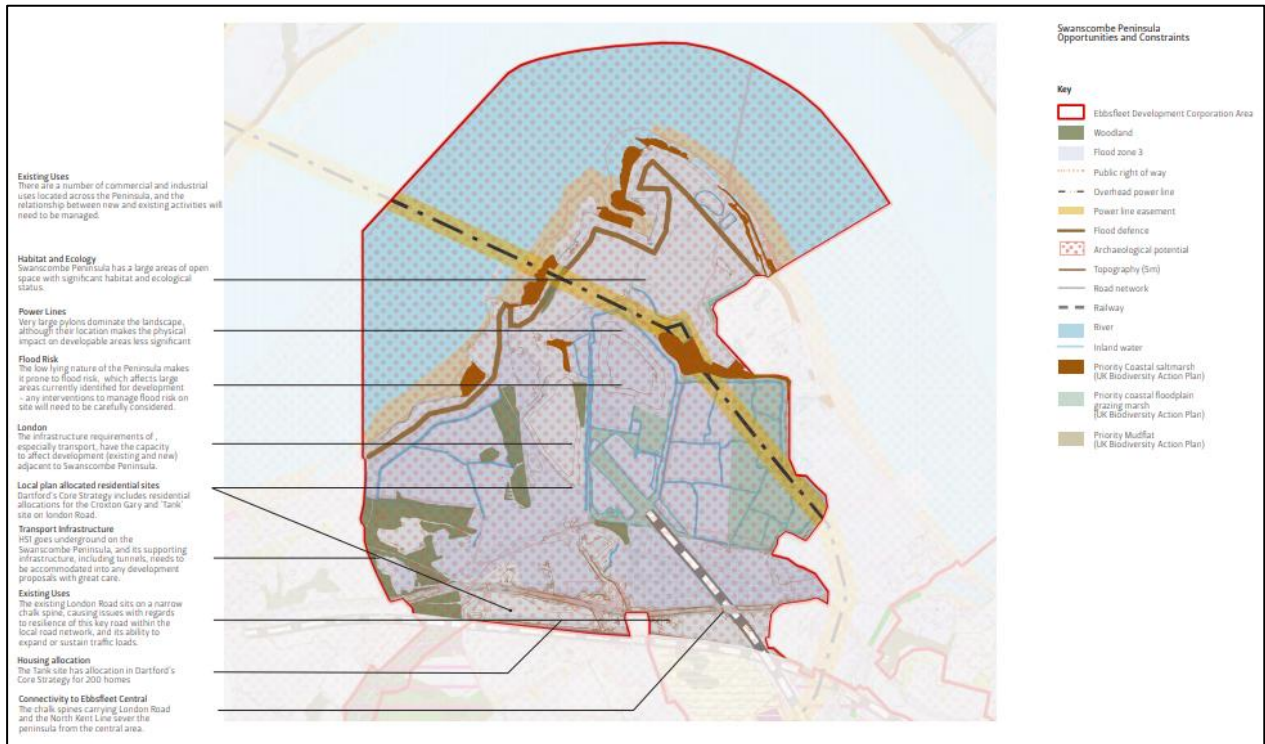 Swanscombe Peninsula
Opportunities and Constraints
Existing Uses
There are a number of commercial and industrial
uses located across the Peninsula, and the
relationship between new and existing activities will
need to be managed.
Habitat and Ecology
Swanscombe Peninsula has a large areas of open
space with significant habitat and ecological
status.
Power Lines
Very large pylons dominate the landscape,
although their location makes the physical
impact on developable areas less significant
Flood Risk
The low lying nature of the Peninsula makes
it prone to flood risk, which affects large
areas currently identified for development
– any interventions to manage flood risk on
site will need to be carefully considered.
London
The infrastructure requirements of ,
especially transport, have the capacity
to affect development (existing and new)
adjacent to Swanscombe Peninsula.
Local plan allocated residential sites
Dartford's Core Strategy includes residential
allocations for the Croxton Gary and 'Tank'
site on london Road.
Transport Infrastructure
HS1 goes underground on the
Swanscombe Peninsula, and its supporting
infrastructure, including tunnels, needs to
be accommodated into any development
proposals with great care.
Existing Uses
The existing London Road sits on a narrow
chalk spine, causing issues with regards
to resilience of this key road within the
local road network, and its ability to
expand or sustain traffic loads.
Housing allocation
The Tank site has allocation in Dartford's
Core Strategy for 200 homes
Connectivity to Ebbsfleet Central
The chalk spines carrying London Road
and the North Kent Line sever the
peninsula from the central area.
Key
Ebbsfleet Development Corporation Area
Woodland
Flood zone 3
Public right of way
Overhead power line
Power line easement
Flood defence
Archaeological potential
Topography (5m)
Road network
Railway
River
Inland water
Priority Coastal saltmarsh
(UK Biodiversity Action Plan)
Priority coastal floodplain
grazing marsh
(UK Biodiversity Action Plan)
Priority Mudflat
(UK Biodiversity Action Plan)